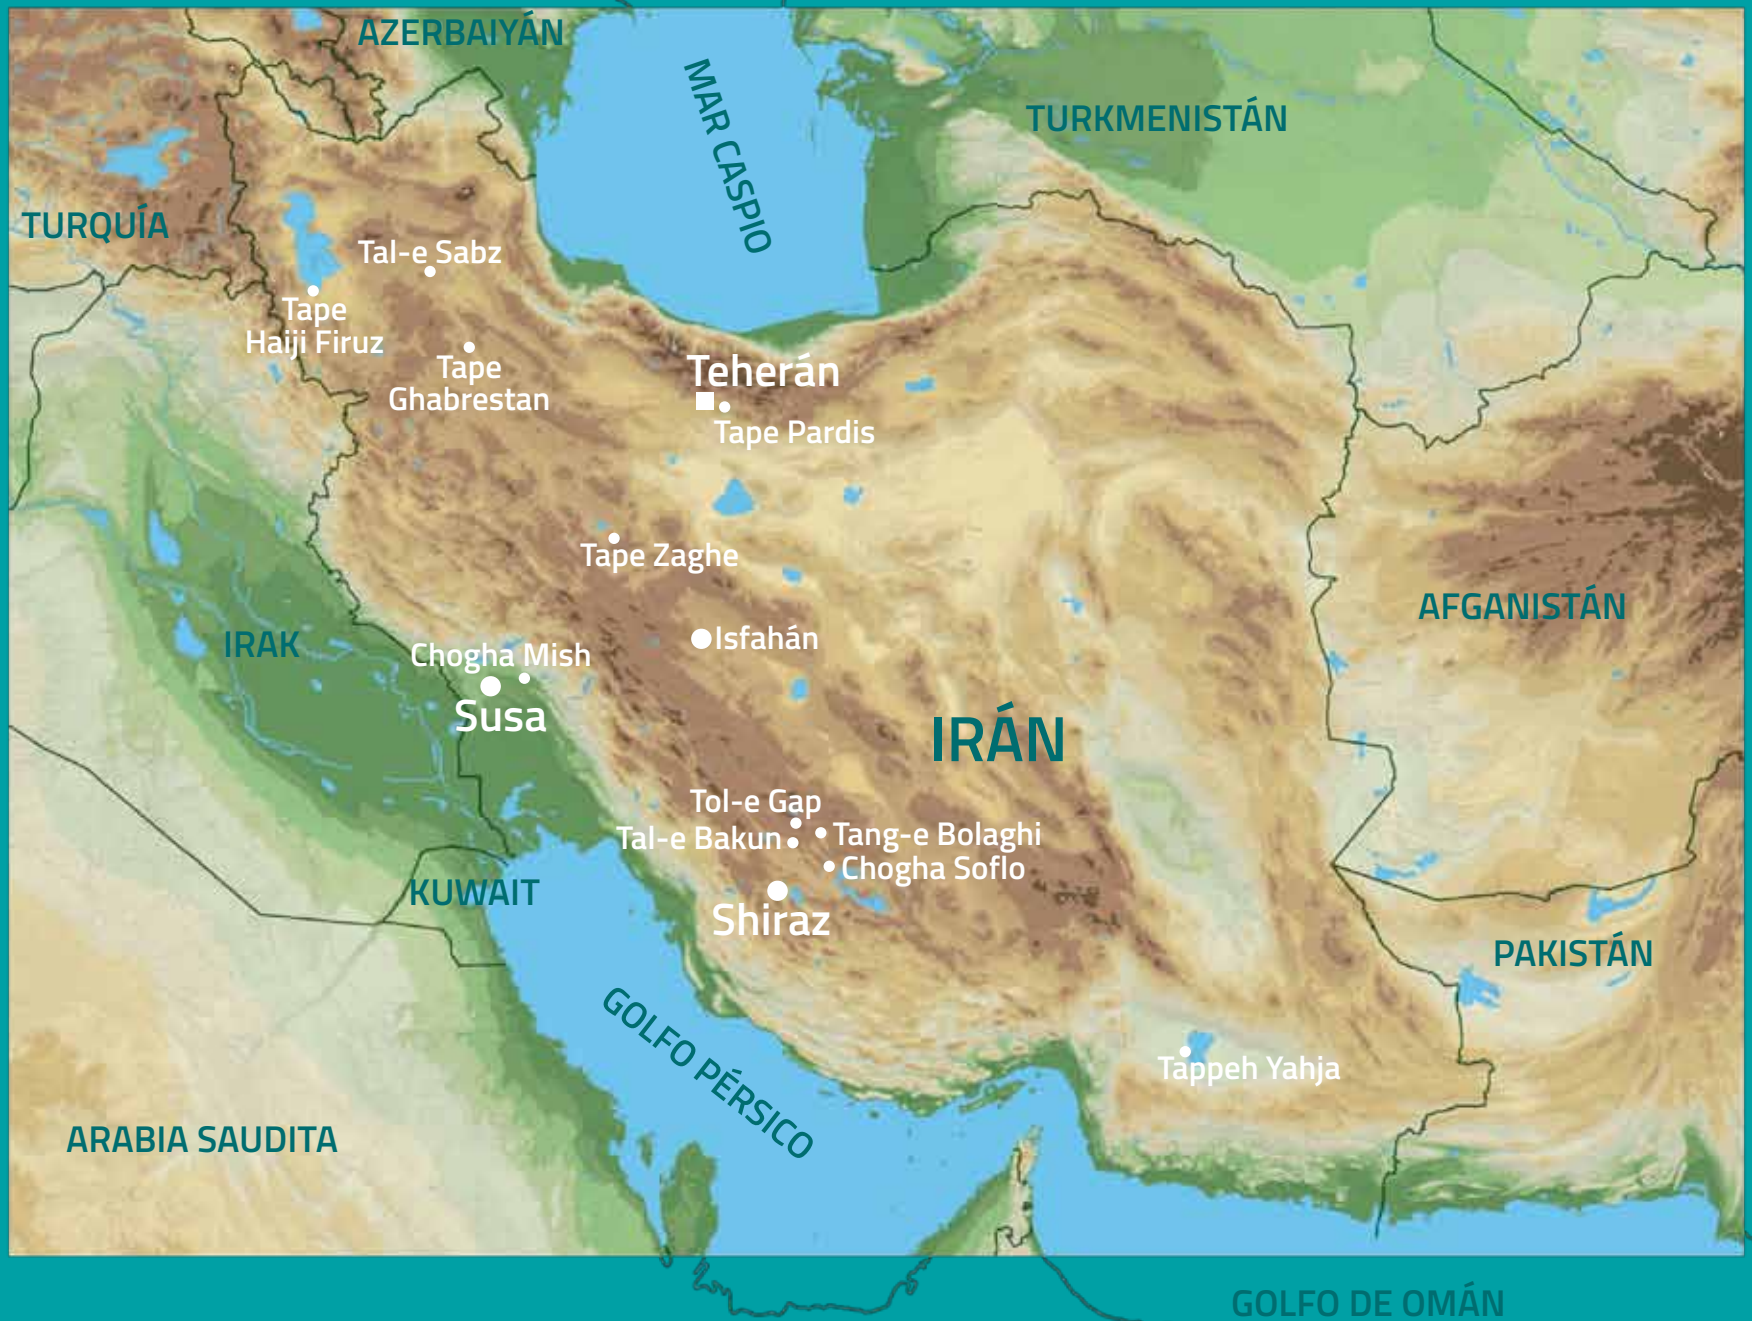 AZERBAIYÁN
MAR CASPIO
TURKMENISTÁN
TURQUÍA
Tal-e Sabz
Tape
Haiji Firuz
Tape
Ghabrestan
Teherán
Tape Pardis
Tape Zaghe
AFGANISTÁN
IRAK
Isfahán
Chogha Mish
Susa
IRÁN
Tol-e Gap
Tal-e Bakun
Tang-e Bolaghi
Chogha Soflo
KUWAIT
Shiraz
PAKISTÁN
GOLFO PÉRSICO
Tappeh Yahja
ARABIA SAUDITA
GOLFO DE OMÁN